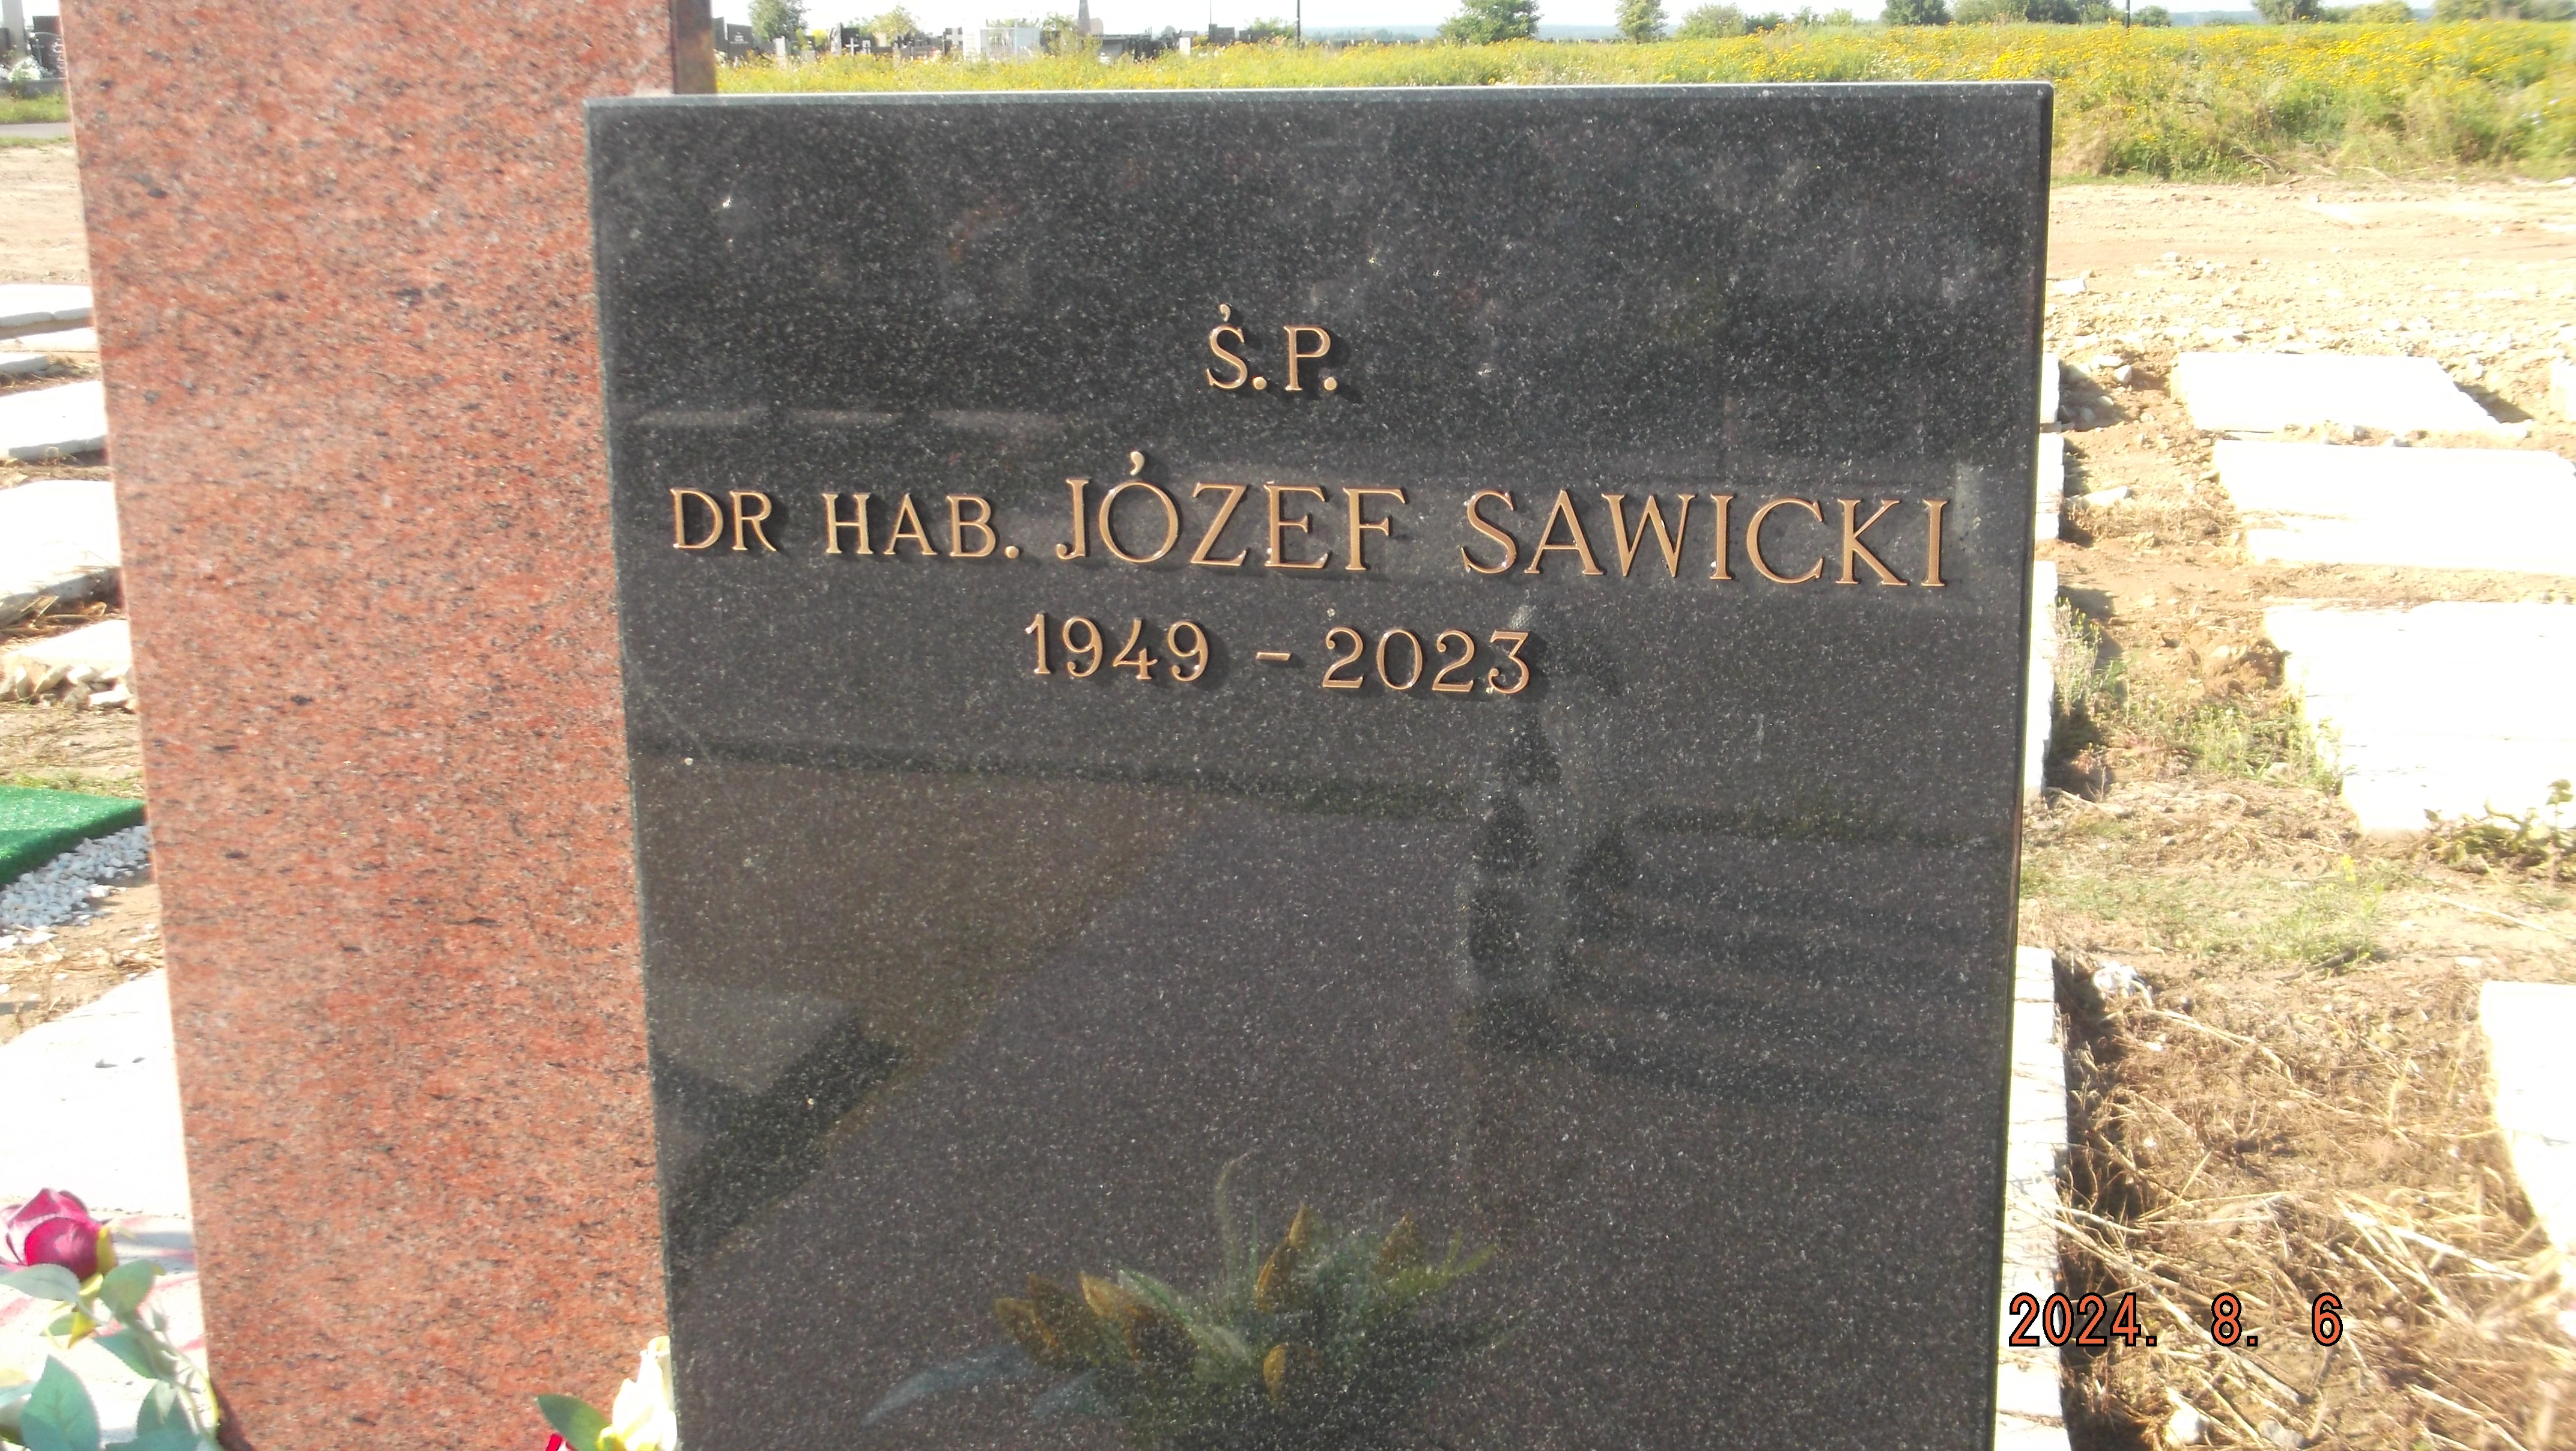 Ś.P.
DR HAB. JÓZEF SAWICKI
1949 - 2023
2024. 8. 6